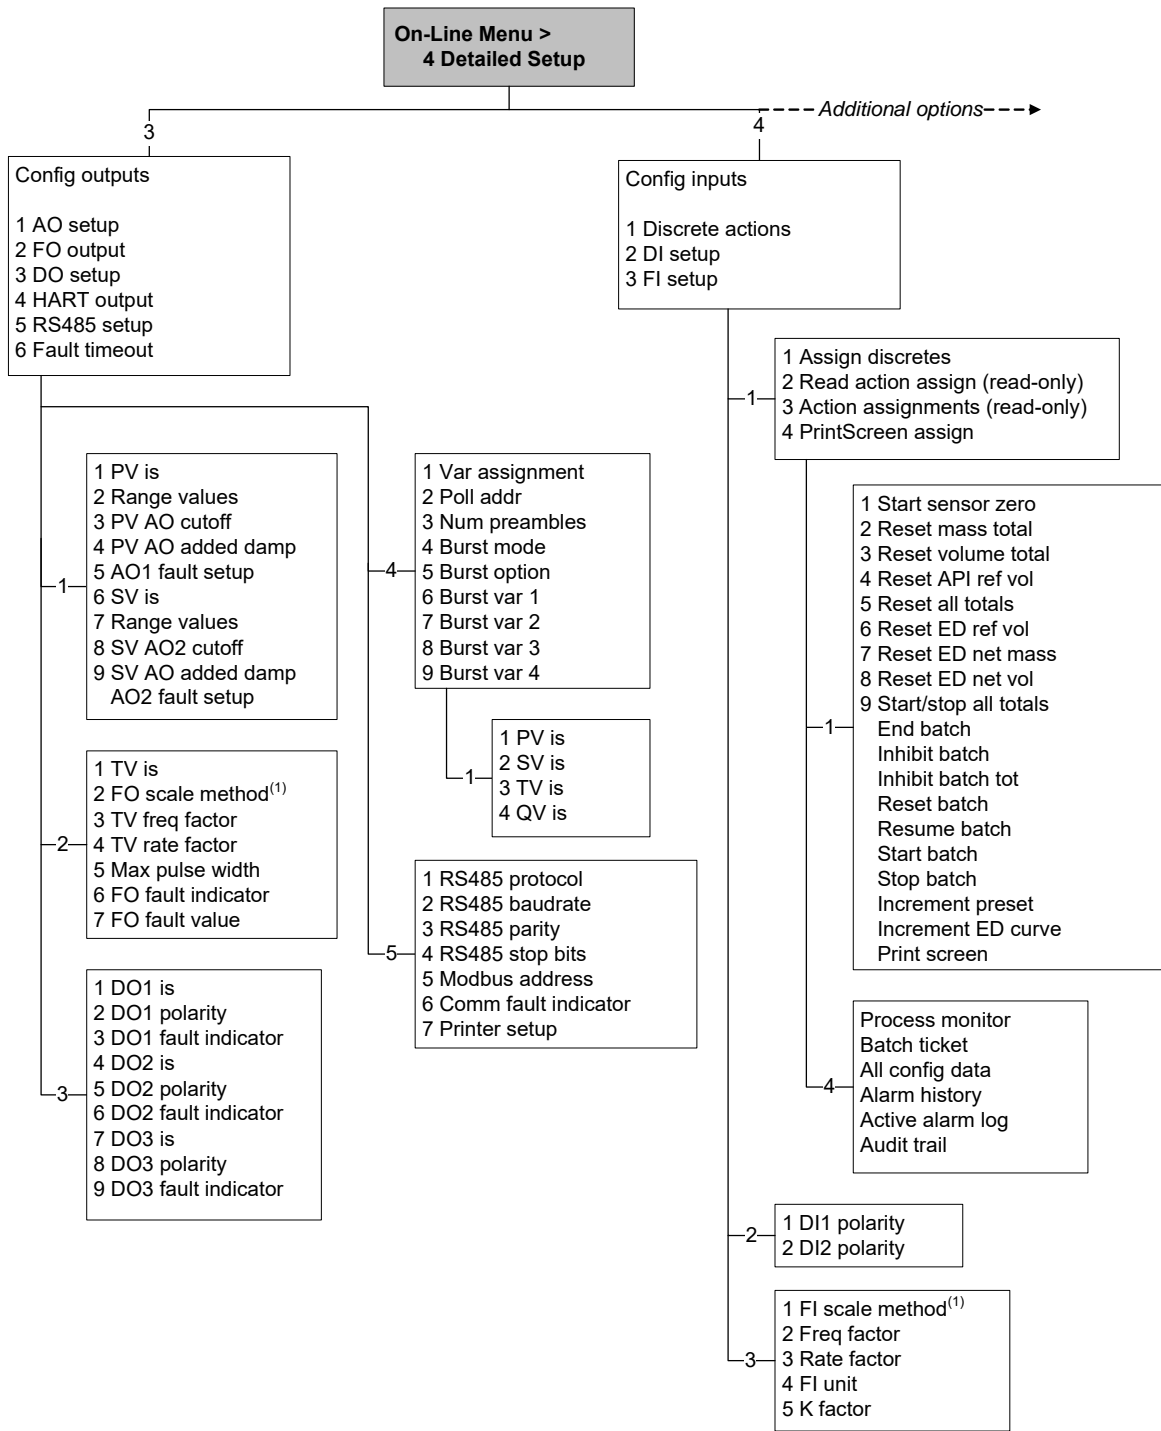 On-Line Menu >
4 Detailed Setup
Additional options
3
4
Config outputs
1 AO setup
2 FO output
3 DO setup
4 HART output
5 RS485 setup
6 Fault timeout
1
1 PV is
2 Range values
3 PV AO cutoff
4 PV AO added damp
5 AO1 fault setup
6 SV is
7 Range values
8 SV AO2 cutoff
9 SV AO added damp
AO2 fault setup
2
1 TV is
2 FO scale method(1)
3 TV freq factor
4 TV rate factor
5 Max pulse width
6 FO fault indicator
7 FO fault value
3
1 DO1 is
2 DO1 polarity
3 DO1 fault indicator
4 DO2 is
5 DO2 polarity
6 DO2 fault indicator
7 DO3 is
8 DO3 polarity
9 DO3 fault indicator
4
1 Var assignment
2 Poll addr
3 Num preambles
4 Burst mode
5 Burst option
6 Burst var 1
7 Burst var 2
8 Burst var 3
9 Burst var 4
1
1 PV is
2 SV is
3 TV is
4 QV is
5
1 RS485 protocol
2 RS485 baudrate
3 RS485 parity
4 RS485 stop bits
5 Modbus address
6 Comm fault indicator
7 Printer setup
Config inputs
1 Discrete actions
2 DI setup
3 FI setup
1
1 Assign discretes
2 Read action assign (read-only)
3 Action assignments (read-only)
4 PrintScreen assign
1
1 Start sensor zero
2 Reset mass total
3 Reset volume total
4 Reset API ref vol
5 Reset all totals
6 Reset ED ref vol
7 Reset ED net mass
8 Reset ED net vol
9 Start/stop all totals
End batch
Inhibit batch
Inhibit batch tot
Reset batch
Resume batch
Start batch
Stop batch
Increment preset
Increment ED curve
Print screen
4
Process monitor
Batch ticket
All config data
Alarm history
Active alarm log
Audit trail
2
1 DI1 polarity
2 DI2 polarity
3
1 FI scale method(1)
2 Freq factor
3 Rate factor
4 FI unit
5 K factor